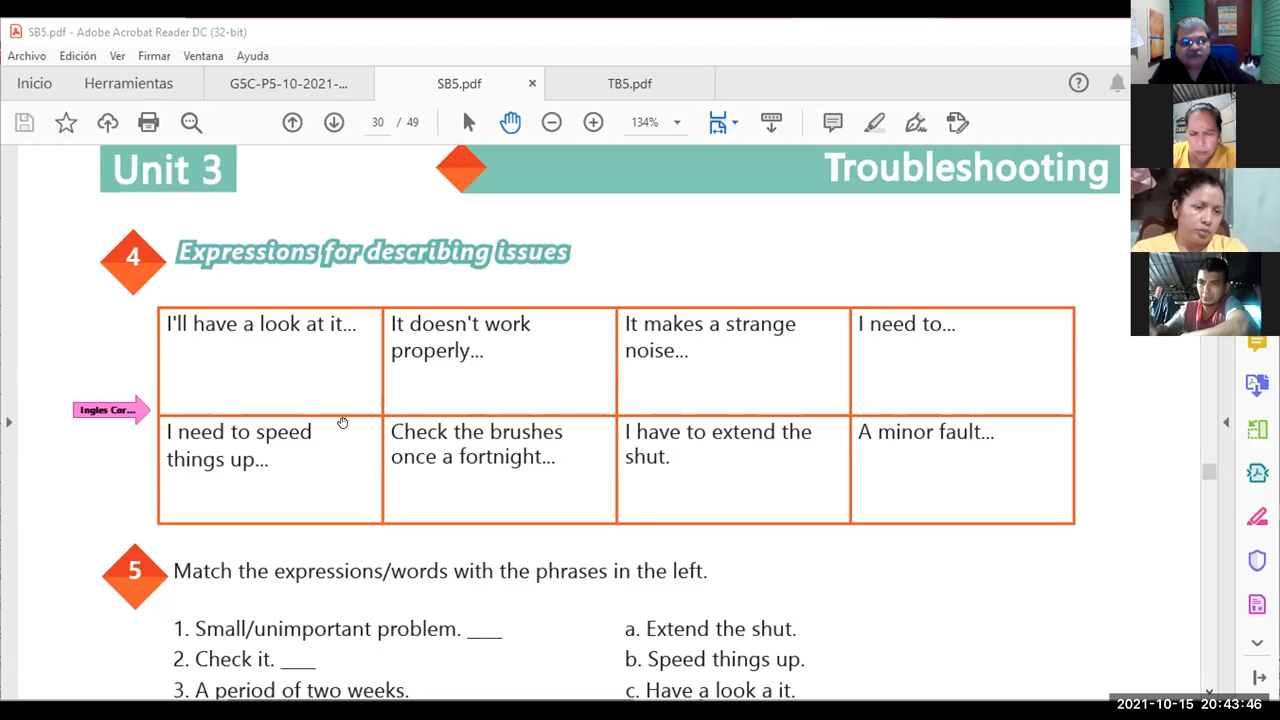 SB5.pdf - Adobe Acrobat Reader DC (32-bit)
Archivo Edición Ver Firmar Ventana Ayuda
Inicio Herramientas G5C-P5-10-2021-... SB5.pdf × TB5.pdf
30 / 49 134%
Unit 3 Troubleshooting
4 Expressions for describing issues
I'll have a look at it... It doesn't work It makes a strange I need to...
properly... noise...
Ingles Cor...
I need to speed Check the brushes I have to extend the A minor fault...
things up... once a fortnight... shut.
5 Match the expressions/words with the phrases in the left.
1. Small/unimportant problem. ____ a. Extend the shut.
2. Check it. ____ b. Speed things up.
3. A period of two weeks. c. Have a look a it.
2021-10-15 20:43:46